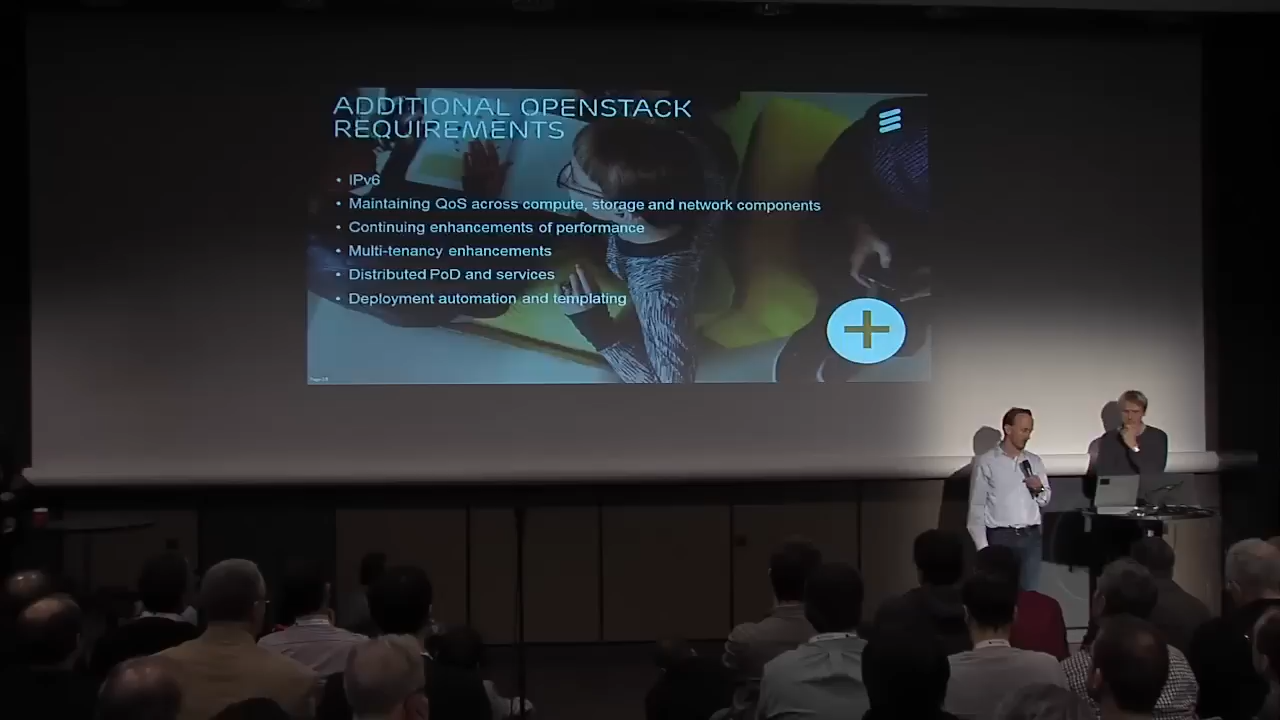 ADDITIONAL OPENSTACK
REQUIREMENTS
• IPv6
• Maintaining QoS across compute, storage and network components
• Continuing enhancements of performance
• Multi-tenancy enhancements
• Distributed PoD and services
• Deployment automation and templating